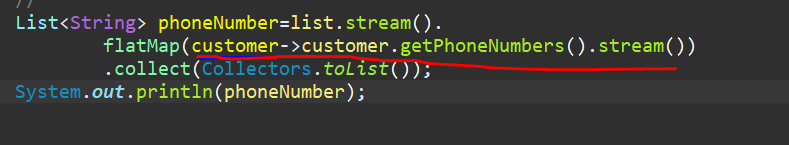 //
List<String> phoneNumber=list.stream().
flatMap(customer->customer.getPhoneNumbers().stream())
.collect(Collectors.toList());
System.out.println(phoneNumber);